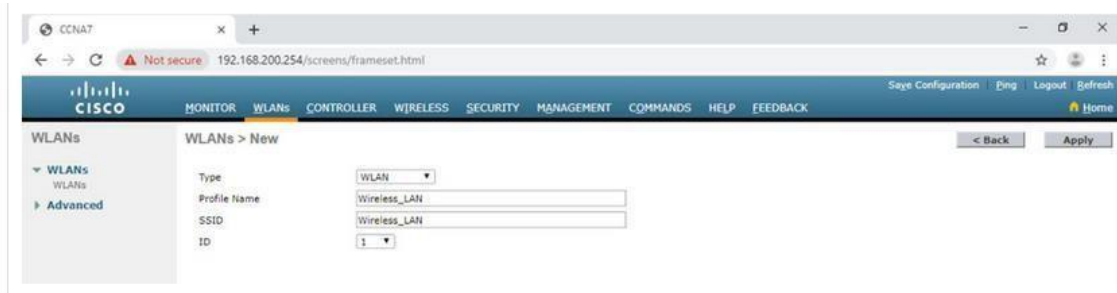 CCNA7
Not secure 192.168.200.254/screens/frameset.html
Save Configuration Ping Logout Refresh
CISCO
MONITOR WLANs CONTROLLER WIRELESS SECURITY MANAGEMENT COMMANDS HELP FEEDBACK
Home
WLANs
WLANs > New
< Back
Apply
WLANs
WLANs
Advanced
Type WLAN
Profile Name Wireless_LAN
SSID Wireless_LAN
ID 1